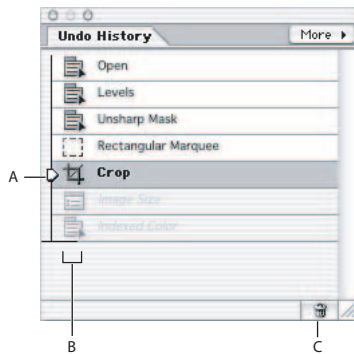 Undo History
More
Open
Levels
Unsharp Mask
Rectangular Marquee
A
Crop
Image Size
Indexed Color
B
C